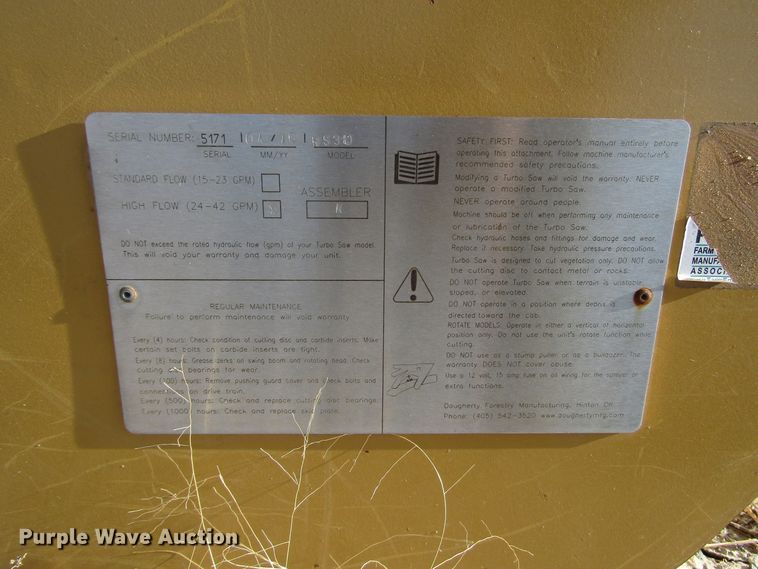 SERIAL NUMBER: 5171
SERIAL MM/YY MODEL
STANDARD FLOW (15-23 GPM)
ASSEMBLER
HIGH FLOW (24-42 GPM) X K
DO NOT exceed the rated hydraulic flow (gpm) of your Turbo Saw model.
This will void your warranty and damage your unit.
REGULAR MAINTENANCE
Failure to perform maintenance will void warranty
Every (4) hours: Check condition of cutting disc and carbide inserts. Make
certain set bolts on carbide inserts are tight.
Every (8) hours: Grease zerks on swing boom and rotating head. Check
cutting bearings for wear.
Every (100) hours: Remove pushing guard cover and check bolts and
connections on drive train.
Every (500) hours: Check and replace cutting disc bearings.
Every (1000) hours: Check and replace skid plate.
SAFETY FIRST: Read operator's manual entirely before
operating this attachment. Follow machine manufacturer's
recommended safety precautions.
Modifying a Turbo Saw will void the warranty: NEVER
operate a modified Turbo Saw.
NEVER operate around people.
Machine should be off when performing any maintenance
or lubrication of the Turbo Saw.
Check hydraulic hoses and fittings for damage and wear.
Replace if necessary. Take hydraulic pressure precautions.
Turbo Saw is designed to cut vegetation only. DO NOT allow
the cutting disc to contact metal or rocks.
DO NOT operate Turbo Saw when terrain is unstable,
sloped, or elevated.
DO NOT operate in a position where debris is
directed toward the cab.
ROTATE MODELS: Operate in either a vertical or horizontal
position only. Do not use the unit's rotate function while
cutting.
DO NOT use as a stump puller or as a bulldozer. The
warranty DOES NOT cover abuse.
Use a 12 volt, 15 amp fuse on all wiring for the sprayer or
extra functions.
Dougherty Forestry Manufacturing, Hinton OK
Phone: (405) 542-3520 www.doughertymfg.com
FARM
MANUFA
ASSOC
Purple Wave Auction